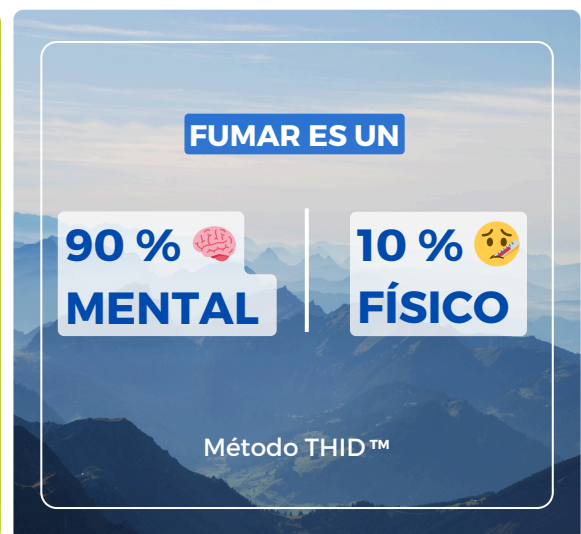 FUMAR ES UN
90 % 🧠
MENTAL
10 % 🤒
FÍSICO
Método THID™